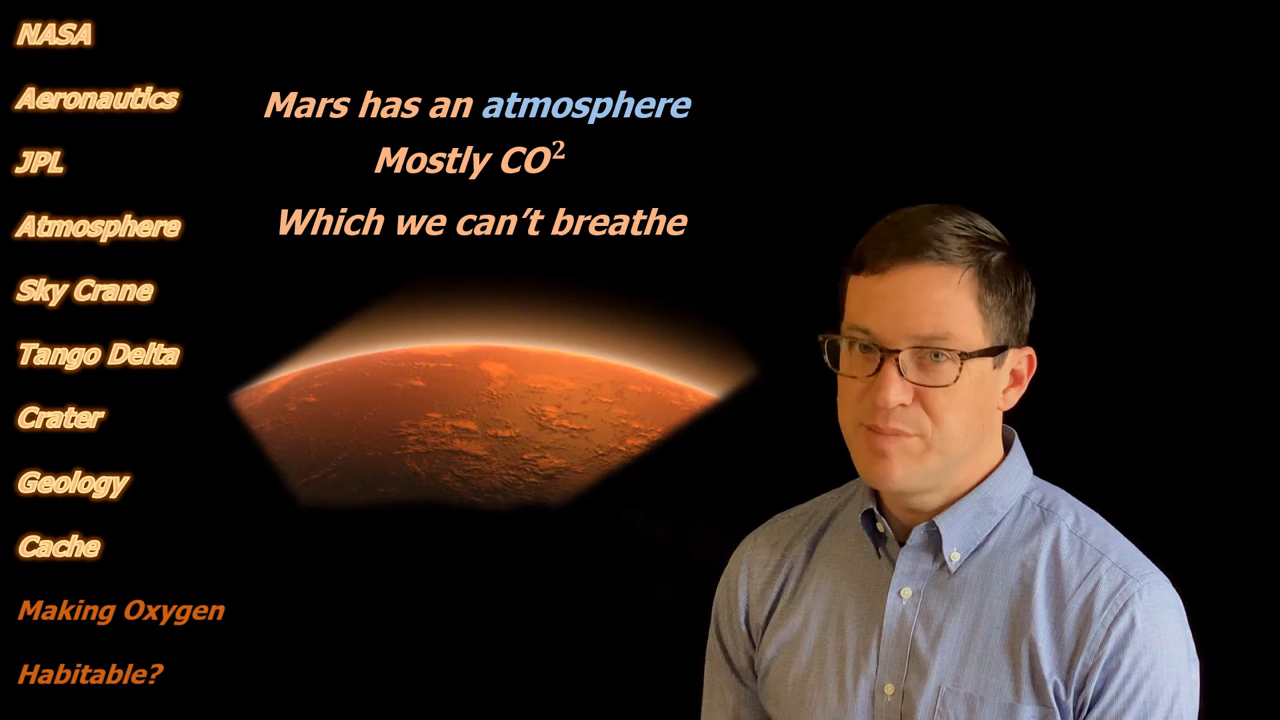 NASA
Aeronautics
JPL
Atmosphere
Sky Crane
Tango Delta
Crater
Geology
Cache
Making Oxygen
Habitable?
Mars has an atmosphere
Mostly CO²
Which we can’t breathe